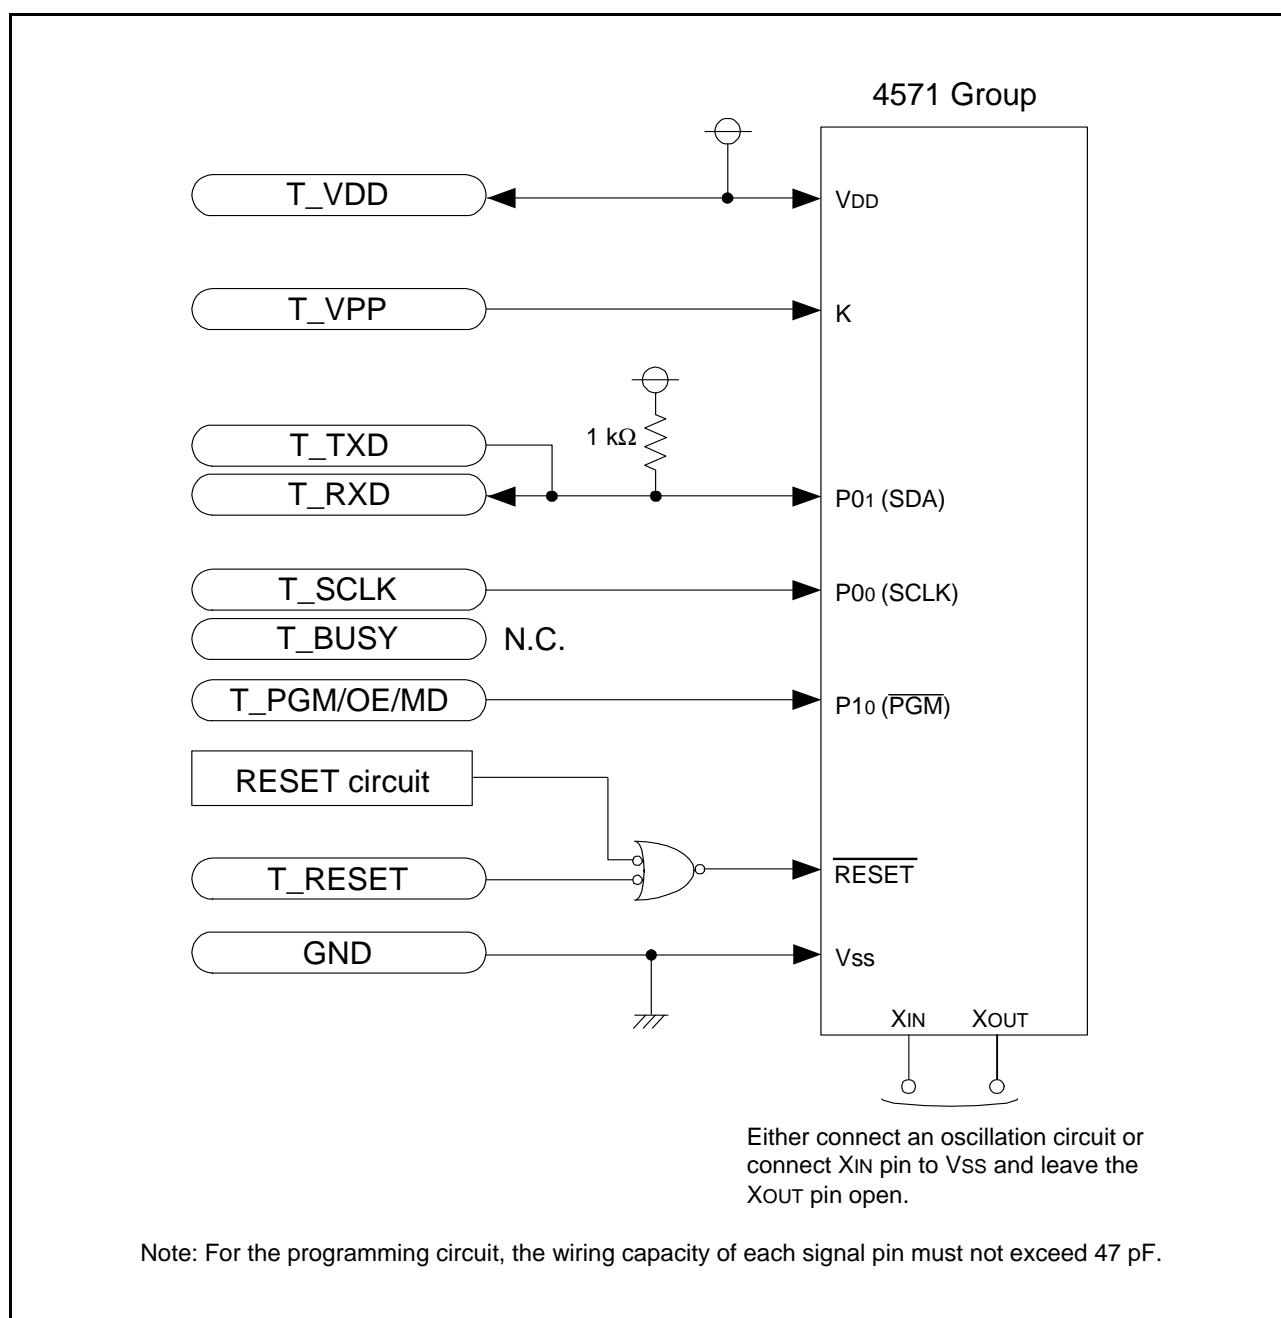 4571 Group
T_VDD
VDD
T_VPP
K
T_TXD
1 kΩ
T_RXD
P01 (SDA)
T_SCLK
P00 (SCLK)
T_BUSY
N.C.
T_PGM/OE/MD
P10 (PGM)
RESET circuit
T_RESET
RESET
GND
VSS
XIN
XOUT
Either connect an oscillation circuit or
connect XIN pin to VSS and leave the
XOUT pin open.
Note: For the programming circuit, the wiring capacity of each signal pin must not exceed 47 pF.